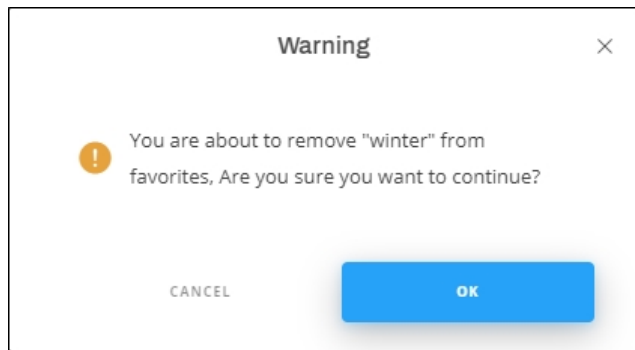 Warning
You are about to remove "winter" from
favorites, Are you sure you want to continue?
CANCEL
OK